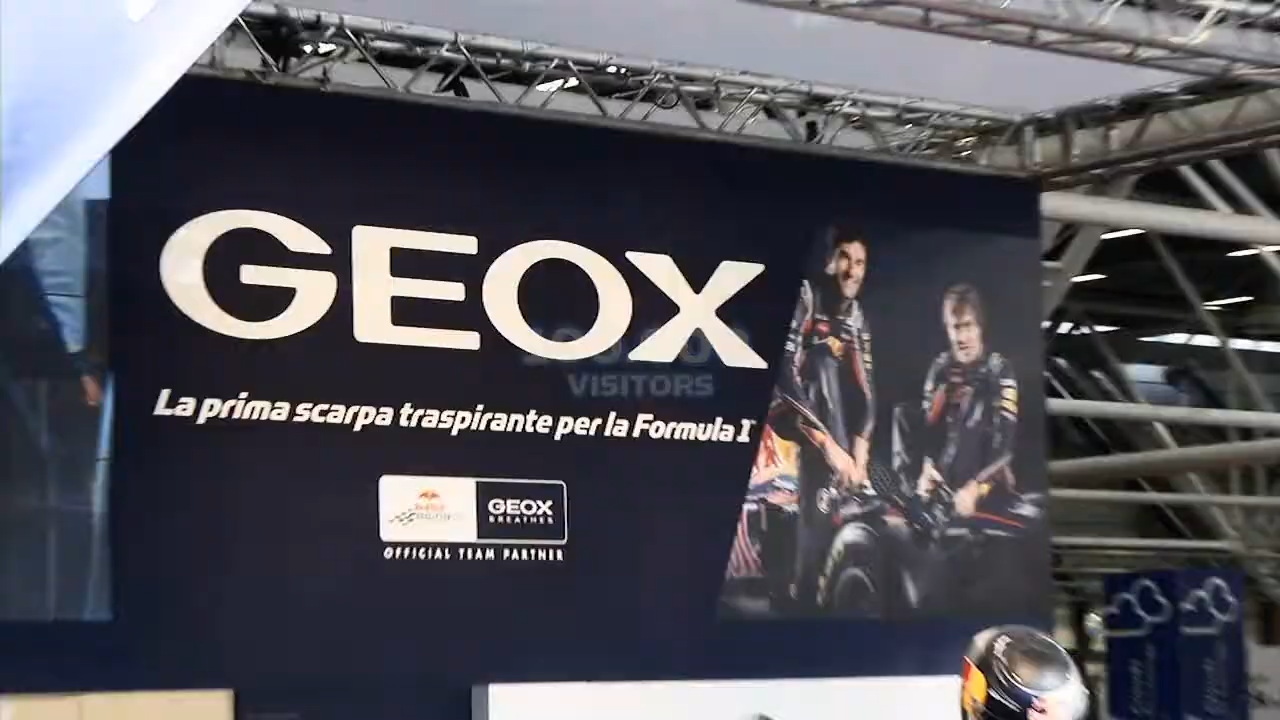 GEOX
VISITORS
La prima scarpa traspirante per la Formula 1
GEOX
BREATHES
OFFICIAL TEAM PARTNER